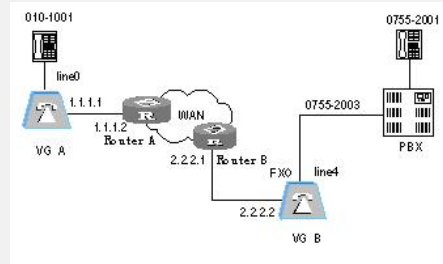 010-1001
0755-2001
line0
1.1.1.1
WAN
0755-2003
1.1.1.2
Router A
VG A
PBX
2.2.2.1
Router B
FXO
line4
2.2.2.2
VG B